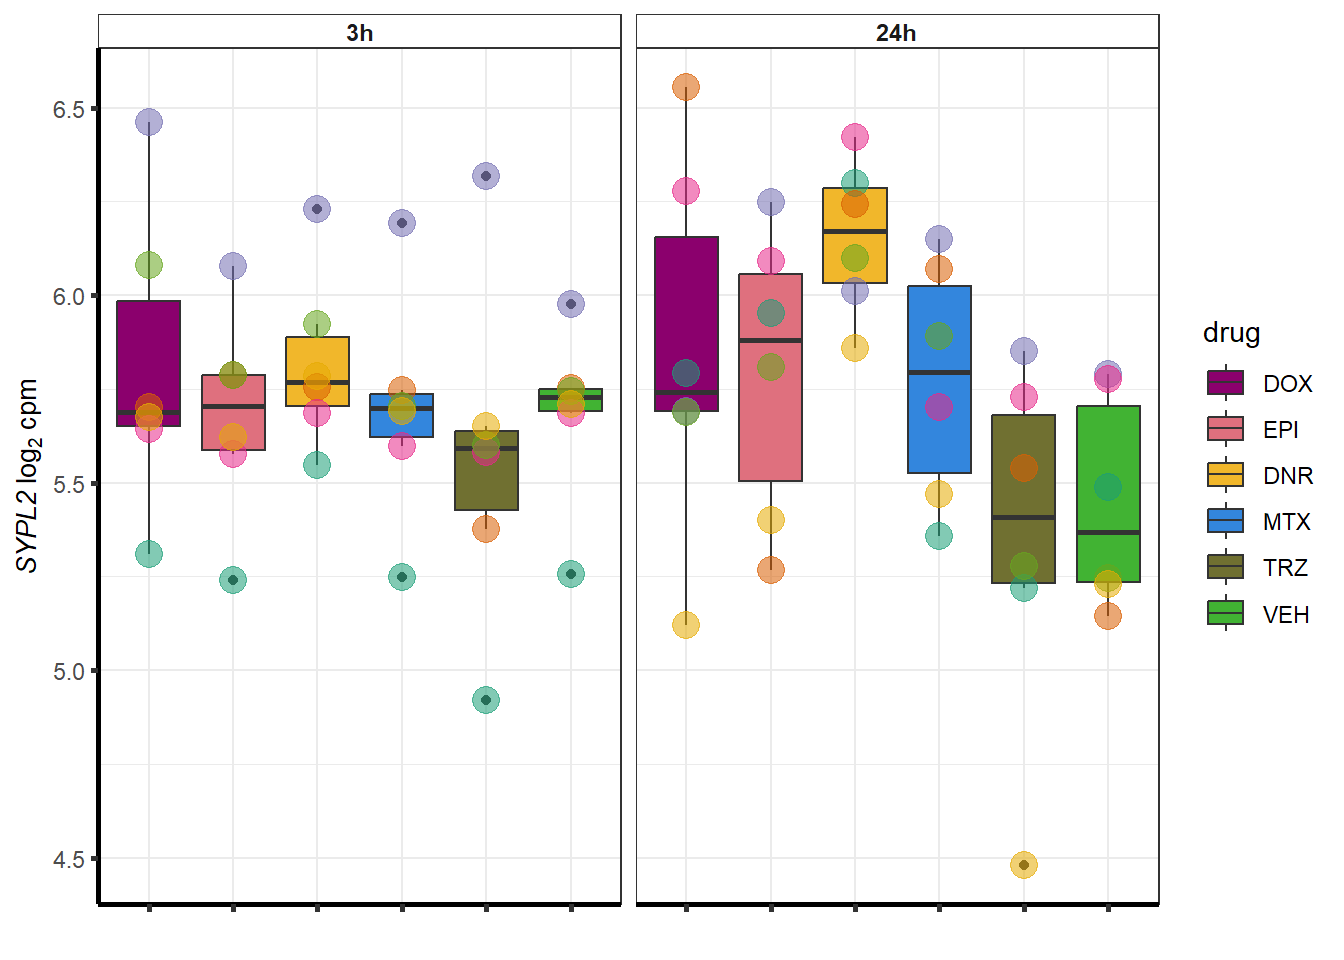 3h
24h
6.5
6.0
5.5
5.0
4.5
SYPL2 log₂ cpm
drug
DOX
EPI
DNR
MTX
TRZ
VEH